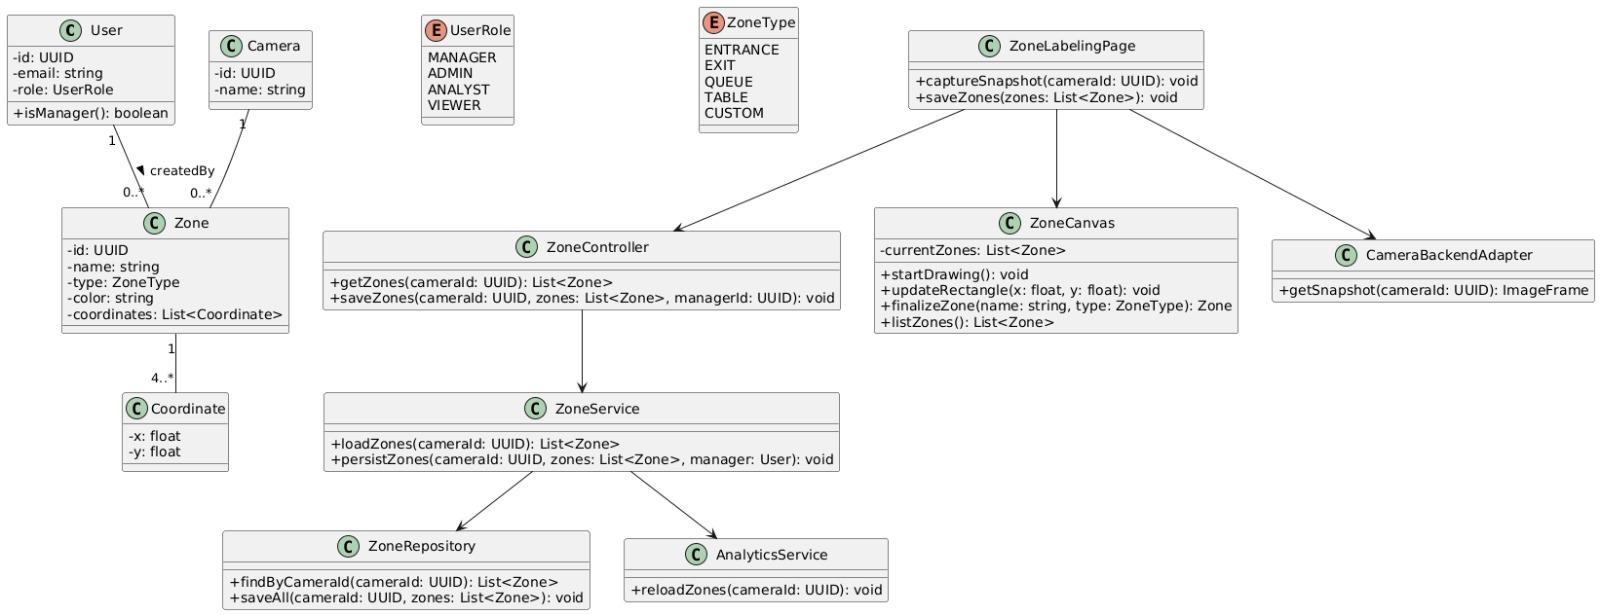 C User
-id: UUID
-email: string
-role: UserRole
+isManager(): boolean
C Camera
-id: UUID
-name: string
E UserRole
MANAGER
ADMIN
ANALYST
VIEWER
E ZoneType
ENTRANCE
EXIT
QUEUE
TABLE
CUSTOM
C ZoneLabelingPage
+captureSnapshot(cameraId: UUID): void
+saveZones(zones: List<Zone>): void
1
1
createdBy
0..*
0..*
C Zone
-id: UUID
-name: string
-type: ZoneType
-color: string
-coordinates: List<Coordinate>
C ZoneController
+getZones(cameraId: UUID): List<Zone>
+saveZones(cameraId: UUID, zones: List<Zone>, managerId: UUID): void
C ZoneCanvas
-currentZones: List<Zone>
+startDrawing(): void
+updateRectangle(x: float, y: float): void
+finalizeZone(name: string, type: ZoneType): Zone
+listZones(): List<Zone>
C CameraBackendAdapter
+getSnapshot(cameraId: UUID): ImageFrame
1
4..*
C Coordinate
-x: float
-y: float
C ZoneService
+loadZones(cameraId: UUID): List<Zone>
+persistZones(cameraId: UUID, zones: List<Zone>, manager: User): void
C ZoneRepository
+findByCameraId(cameraId: UUID): List<Zone>
+saveAll(cameraId: UUID, zones: List<Zone>): void
C AnalyticsService
+reloadZones(cameraId: UUID): void